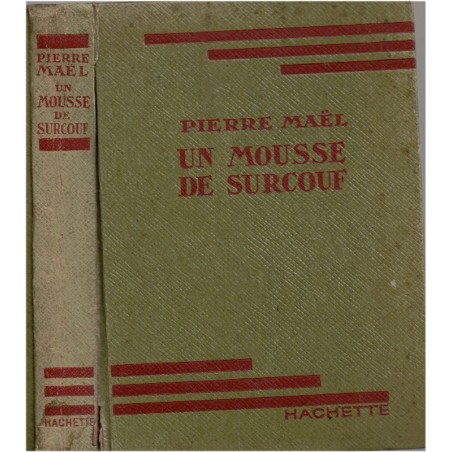 PIERRE
MAËL
UN
MOUSSE
DE
SURCOUF
HACHETTE
PIERRE MAËL
UN MOUSSE
DE SURCOUF
HACHETTE